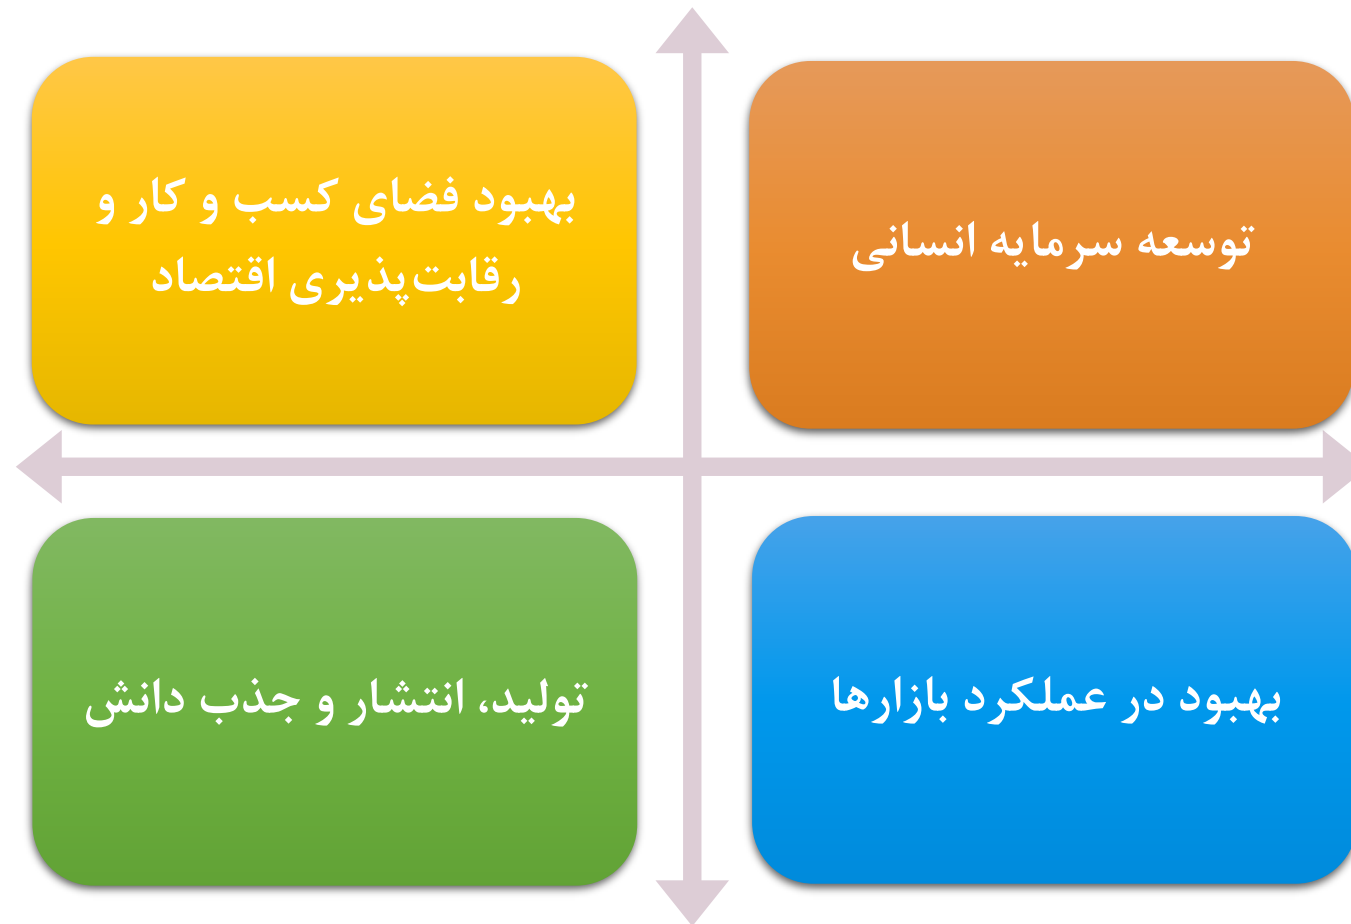 توسعه سرمایه انسانی
بهبود فضای کسب و کار و
رقابت‌پذیری اقتصاد
بهبود در عملکرد بازارها
تولید، انتشار و جذب دانش